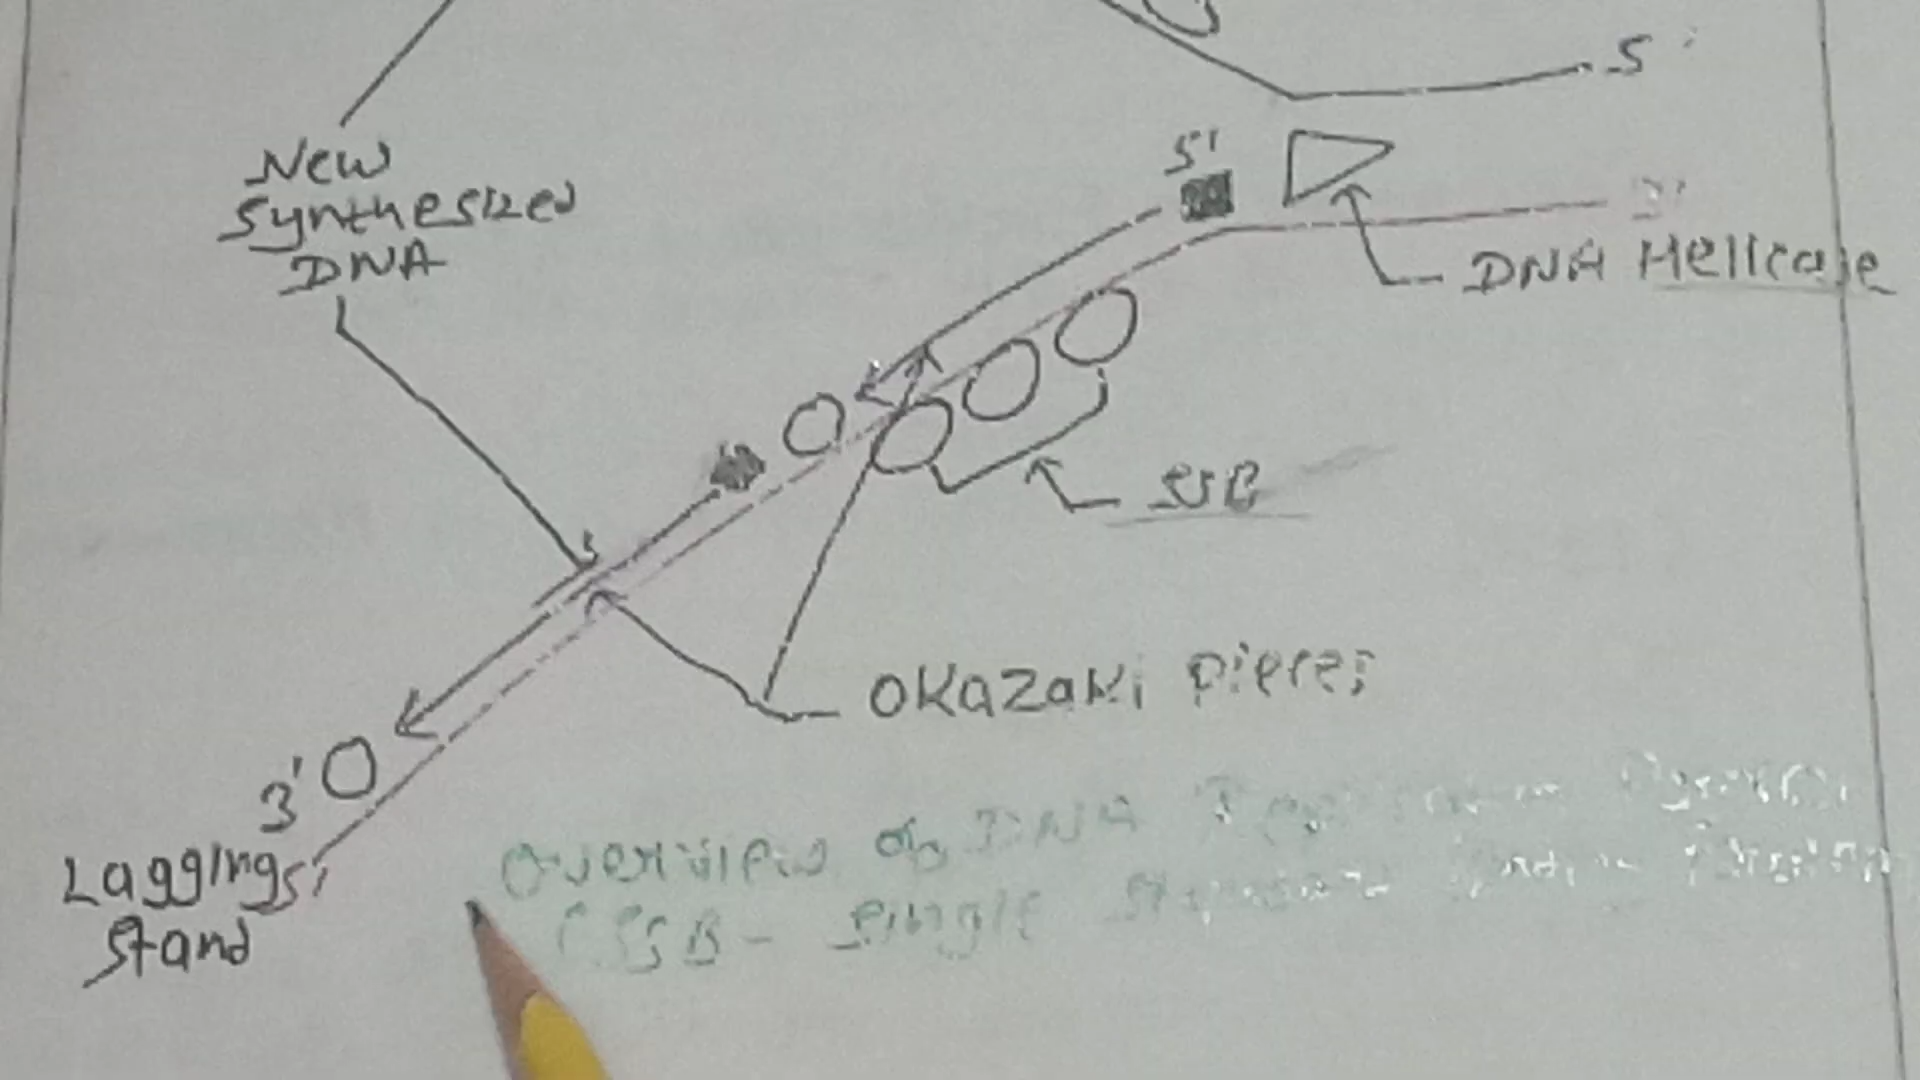 5'
New
Synthesized
DNA
5'
3'
DNA Helicase
SSB
Okazaki pieces
3'
Lagging 5'
Stand
Overview of DNA
(SSB - Single